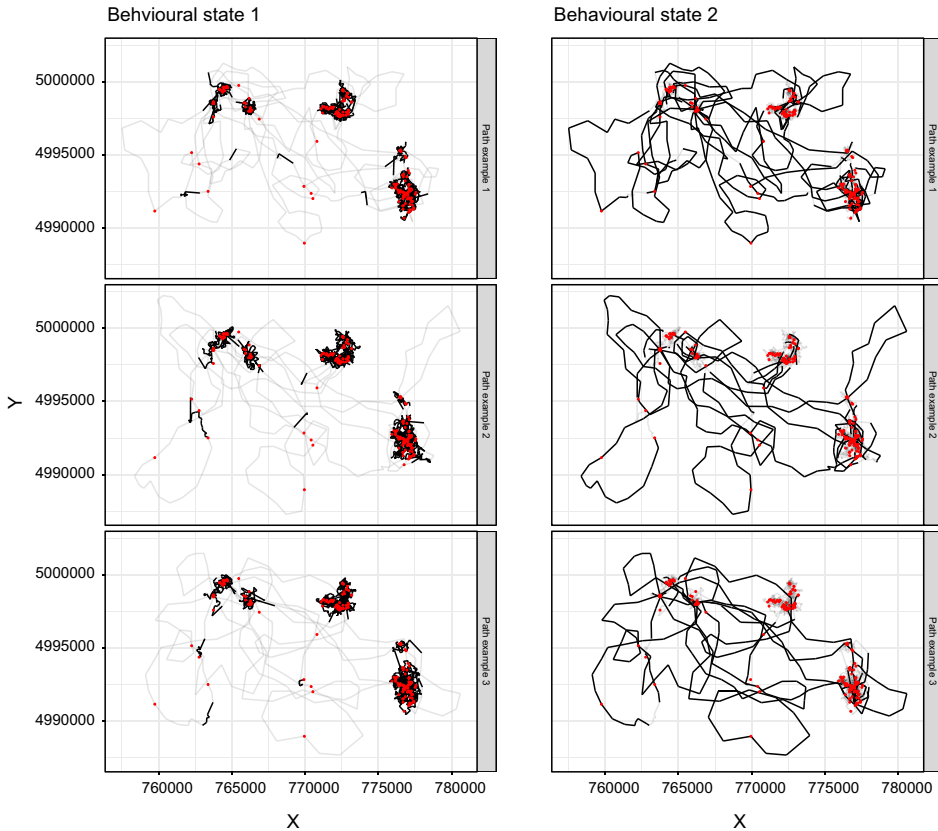 Behvioural state 1
Behavioural state 2
5000000
4995000
4990000
Path example 1
Path example 1
5000000
4995000
4990000
Path example 2
Path example 2
Y
5000000
4995000
4990000
Path example 3
Path example 3
760000 765000 770000 775000 780000
760000 765000 770000 775000 780000
X
X